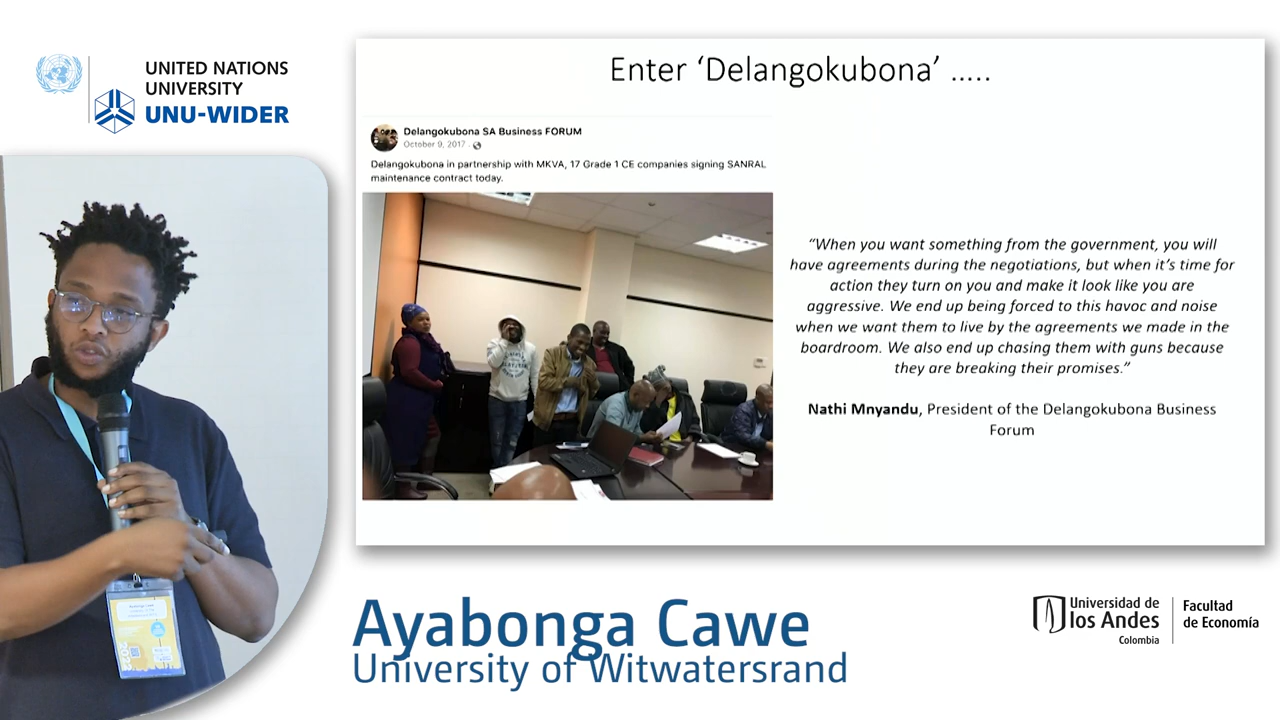 UNITED NATIONS
UNIVERSITY
UNU-WIDER
Enter ‘Delangokubona’ .....
Delangokubona SA Business FORUM
October 9, 2017 ·
Delangokubona in partnership with MKVA, 17 Grade 1 CE companies signing SANRAL
maintenance contract today.
“When you want something from the government, you will
have agreements during the negotiations, but when it’s time for
action they turn on you and make it look like you are
aggressive. We end up being forced to this havoc and noise
when we want them to live by the agreements we made in the
boardroom. We also end up chasing them with guns because
they are breaking their promises.”
Nathi Mnyandu, President of the Delangokubona Business
Forum
Ayabonga Cawe
University of Witwatersrand
Universidad de
los Andes
Colombia
Facultad
de Economía